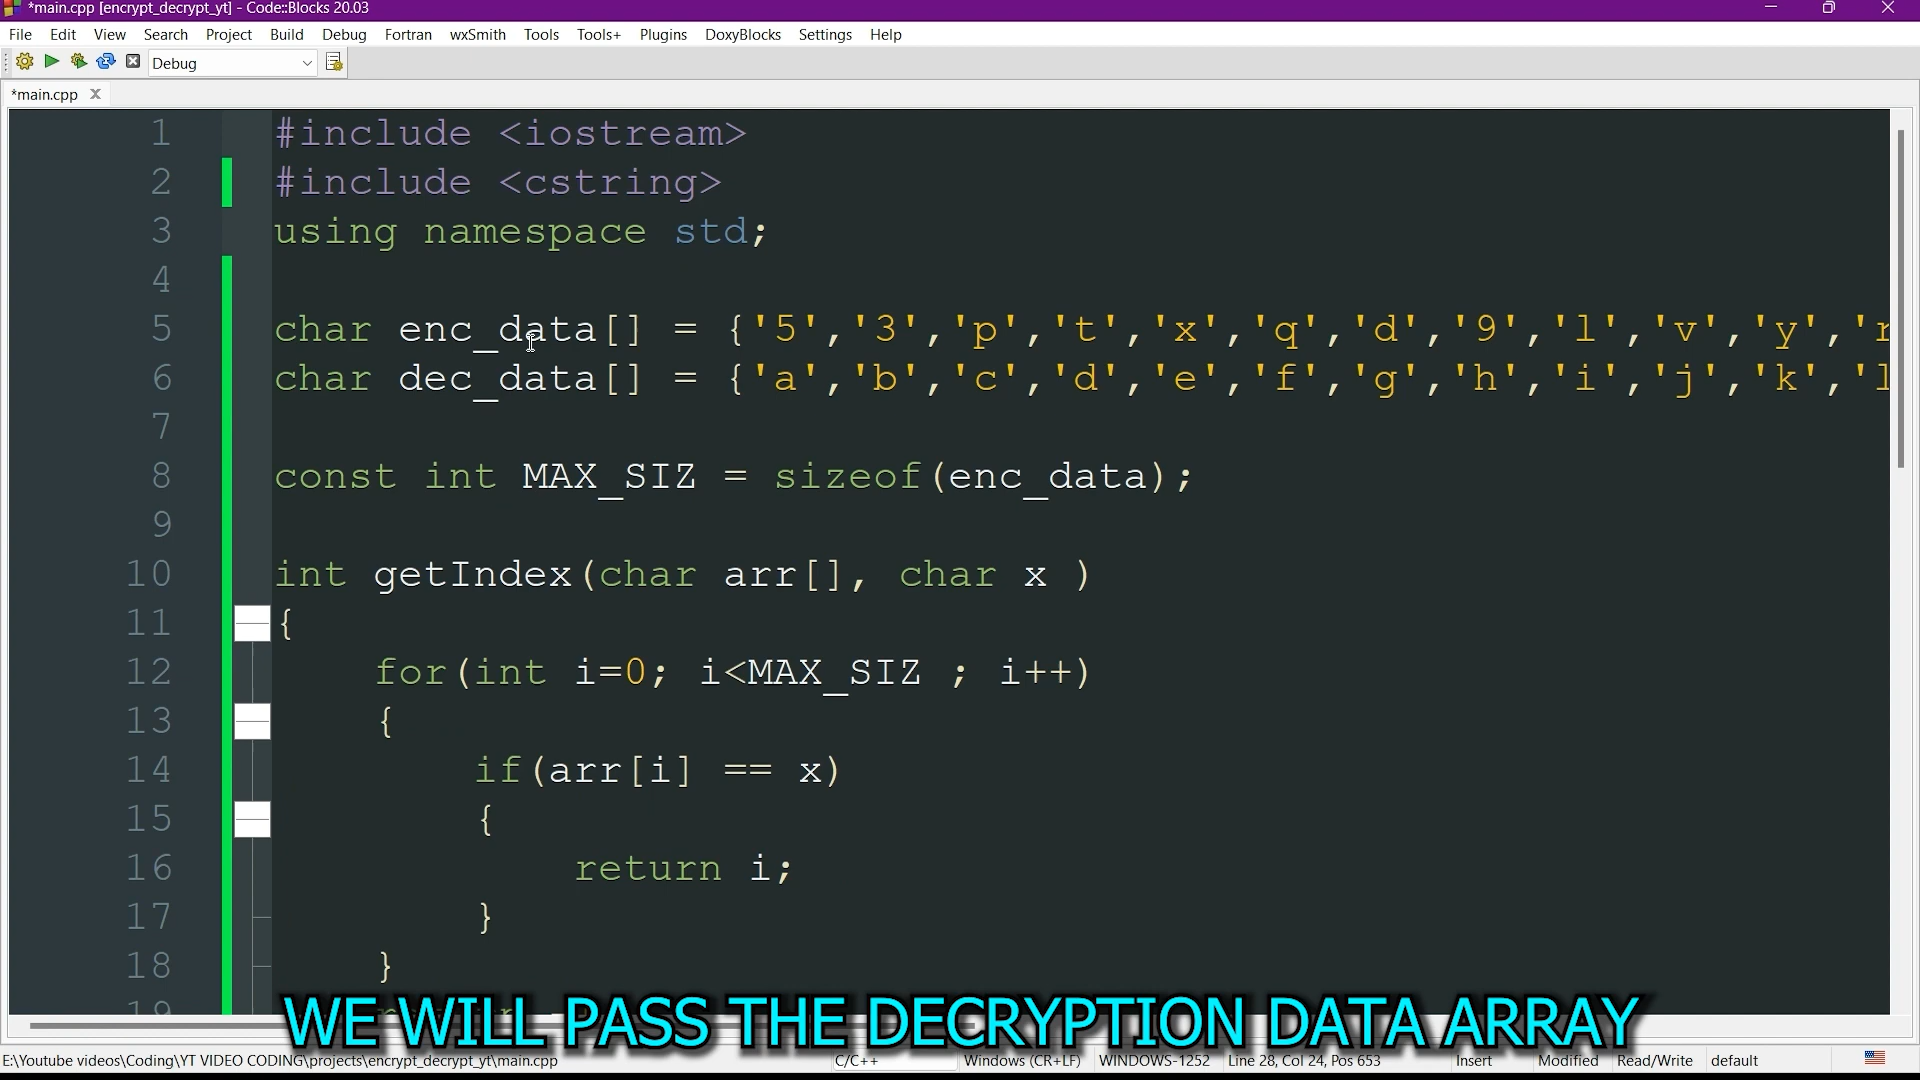 *main.cpp [encrypt_decrypt_yt] - Code::Blocks 20.03
File Edit View Search Project Build Debug Fortran wxSmith Tools Tools+ Plugins DoxyBlocks Settings Help
Debug
*main.cpp
1 #include <iostream>
2 #include <cstring>
3 using namespace std;
4
5 char enc_data[] = {'5','3','p','t','x','q','d','9','l','v','y','r
6 char dec_data[] = {'a','b','c','d','e','f','g','h','i','j','k','l
7
8 const int MAX_SIZ = sizeof(enc_data);
9
10 int getIndex(char arr[], char x )
11 {
12 for(int i=0; i<MAX_SIZ ; i++)
13 {
14 if(arr[i] == x)
15 {
16 return i;
17 }
18 }
19
WE WILL PASS THE DECRYPTION DATA ARRAY
E:\Youtube videos\Coding\YT VIDEO CODING\projects\encrypt_decrypt_yt\main.cpp C/C++ Windows (CR+LF) WINDOWS-1252 Line 28, Col 24, Pos 653 Insert Modified Read/Write default